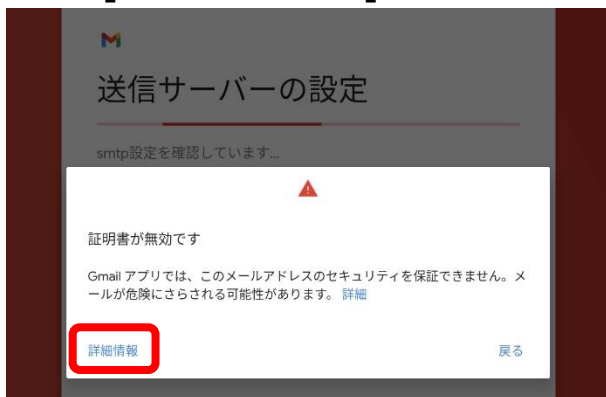 送信サーバーの設定
smtp設定を確認しています...
証明書が無効です
Gmail アプリでは、このメールアドレスのセキュリティを保証できません。メ
ールが危険にさらされる可能性があります。 詳細
詳細情報 戻る